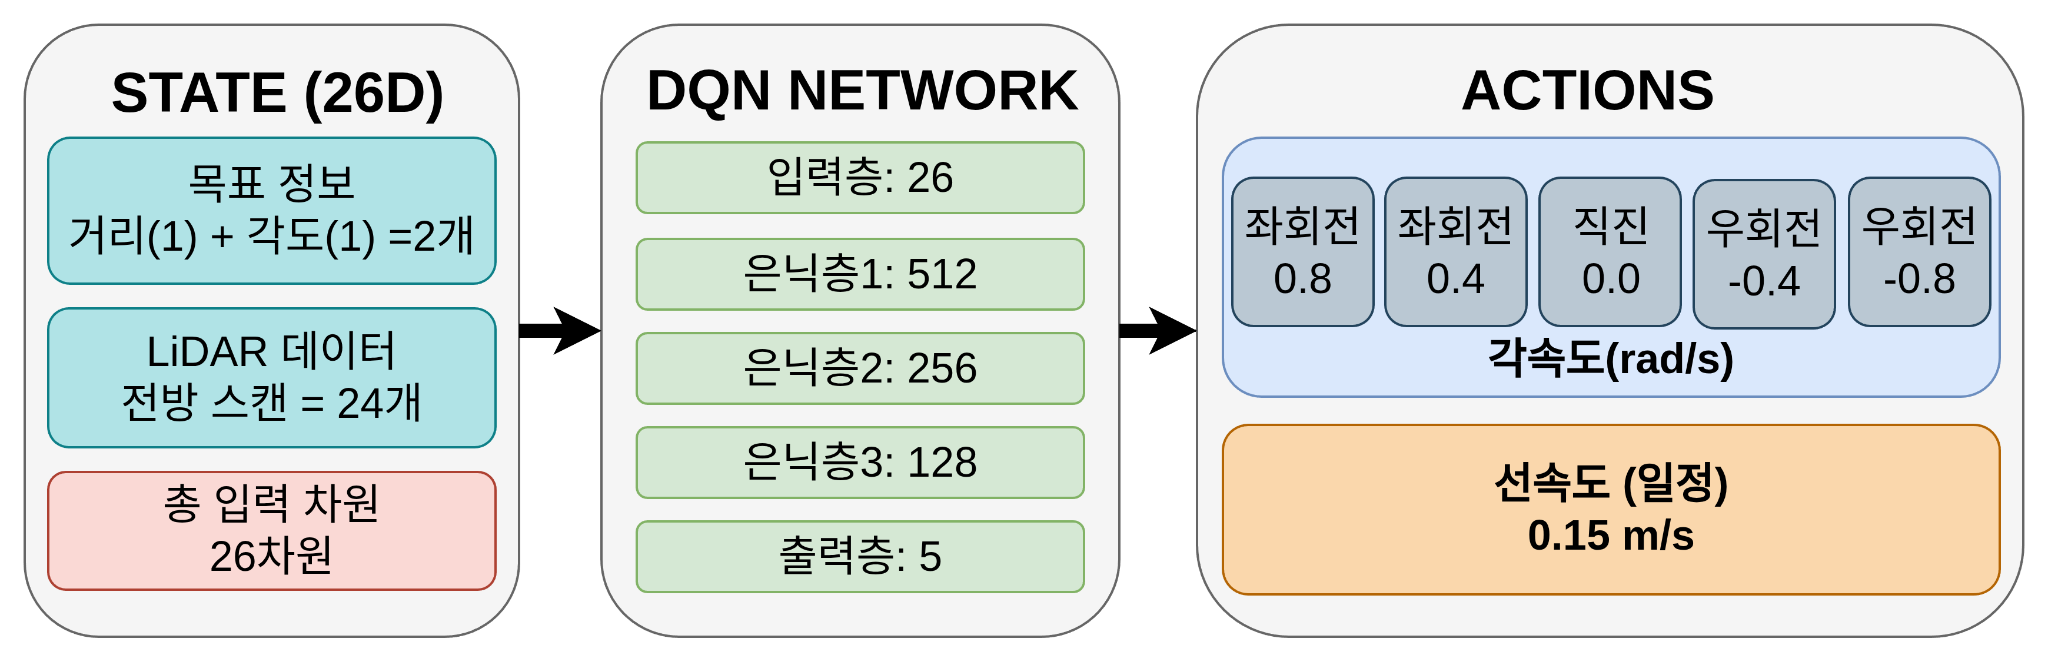 STATE (26D)
목표 정보
거리(1) + 각도(1) =2개
LiDAR 데이터
전방 스캔 = 24개
총 입력 차원
26차원
DQN NETWORK
입력층: 26
은닉층1: 512
은닉층2: 256
은닉층3: 128
출력층: 5
ACTIONS
좌회전
0.8
좌회전
0.4
직진
0.0
우회전
-0.4
우회전
-0.8
각속도(rad/s)
선속도 (일정)
0.15 m/s